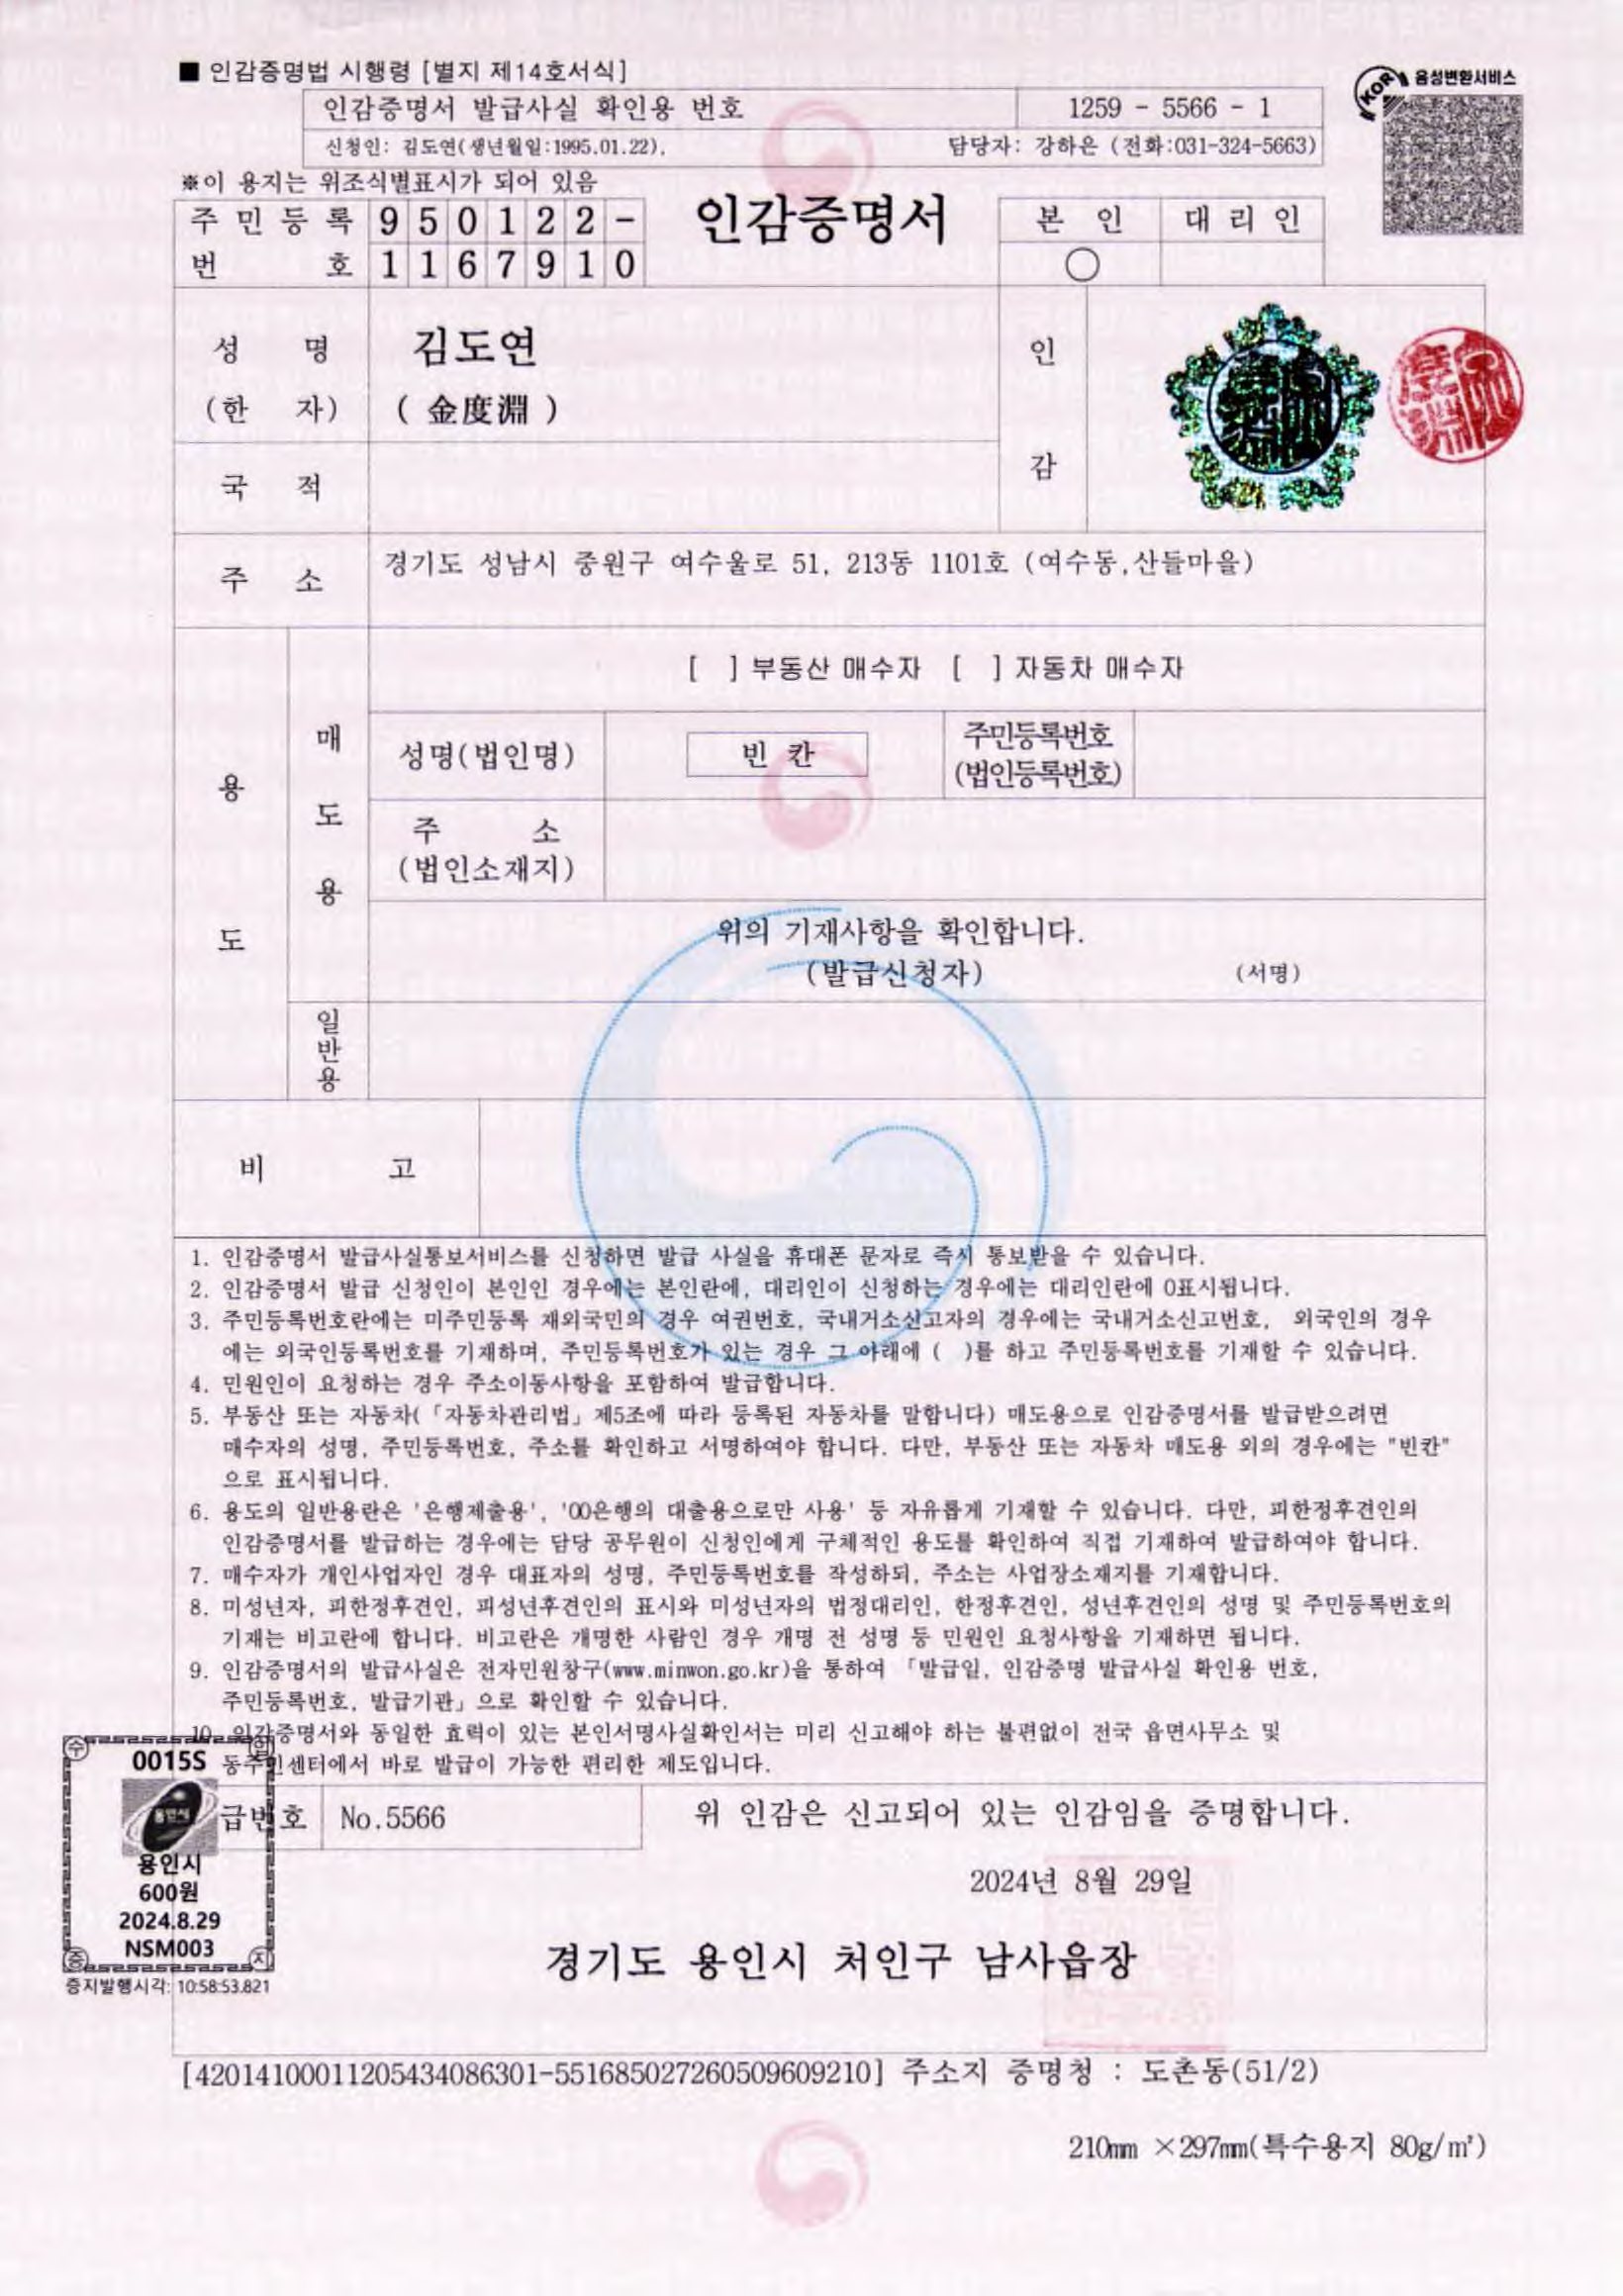 ■ 인감증명법 시행령 [별지 제14호서식]
음성변환서비스
KOR
인감증명서 발급사실 확인용 번호 1259 - 5566 - 1
신청인: 김도연(생년월일:1995.01.22), 담당자: 강하은 (전화:031-324-5663)
※이 용지는 위조식별표시가 되어 있음
주민등록 950122-
번호 1167910
인감증명서
본 인 대 리 인
○
성 명 김도연
(한 자) ( 金度淵 )
인 감
국 적
주 소 경기도 성남시 중원구 여수울로 51, 213동 1101호 (여수동,산들마을)
용 도
매 도 용
[ ] 부동산 매수자 [ ] 자동차 매수자
성명(법인명) 빈 칸 주민등록번호
(법인등록번호)
주 소
(법인소재지)
위의 기재사항을 확인합니다.
(발급신청자) (서명)
일반용
비 고
1. 인감증명서 발급사실통보서비스를 신청하면 발급 사실을 휴대폰 문자로 즉시 통보받을 수 있습니다.
2. 인감증명서 발급 신청인이 본인인 경우에는 본인란에, 대리인이 신청하는 경우에는 대리인란에 0표시됩니다.
3. 주민등록번호란에는 미주민등록 재외국민의 경우 여권번호, 국내거소신고자의 경우에는 국내거소신고번호, 외국인의 경우
에는 외국인등록번호를 기재하며, 주민등록번호가 있는 경우 그 아래에 ( )를 하고 주민등록번호를 기재할 수 있습니다.
4. 민원인이 요청하는 경우 주소이동사항을 포함하여 발급합니다.
5. 부동산 또는 자동차(「자동차관리법」 제5조에 따라 등록된 자동차를 말합니다) 매도용으로 인감증명서를 발급받으려면
매수자의 성명, 주민등록번호, 주소를 확인하고 서명하여야 합니다. 다만, 부동산 또는 자동차 매도용 외의 경우에는 "빈칸"
으로 표시됩니다.
6. 용도의 일반용란은 '은행제출용', '00은행의 대출용으로만 사용' 등 자유롭게 기재할 수 있습니다. 다만, 피한정후견인의
인감증명서를 발급하는 경우에는 담당 공무원이 신청인에게 구체적인 용도를 확인하여 직접 기재하여 발급하여야 합니다.
7. 매수자가 개인사업자인 경우 대표자의 성명, 주민등록번호를 작성하되, 주소는 사업장소재지를 기재합니다.
8. 미성년자, 피한정후견인, 피성년후견인의 표시와 미성년자의 법정대리인, 한정후견인, 성년후견인의 성명 및 주민등록번호의
기재는 비고란에 합니다. 비고란은 개명한 사람인 경우 개명 전 성명 등 민원인 요청사항을 기재하면 됩니다.
9. 인감증명서의 발급사실은 전자민원창구(www.minwon.go.kr)을 통하여 「발급일, 인감증명 발급사실 확인용 번호,
주민등록번호, 발급기관」으로 확인할 수 있습니다.
10. 인감증명서와 동일한 효력이 있는 본인서명사실확인서는 미리 신고해야 하는 불편없이 전국 읍면사무소 및
동주민센터에서 바로 발급이 가능한 편리한 제도입니다.
수 입 증 지
0015S
용인시
용인시
600원
2024.8.29
NSM003
증지발행시각: 10:58:53.821
급번호 No.5566 위 인감은 신고되어 있는 인감임을 증명합니다.
2024년 8월 29일
경기도 용인시 처인구 남사읍장
[42014100011205434086301-551685027260509609210] 주소지 증명청 : 도촌동(51/2)
210mm ×297mm(특수용지 80g/㎡)